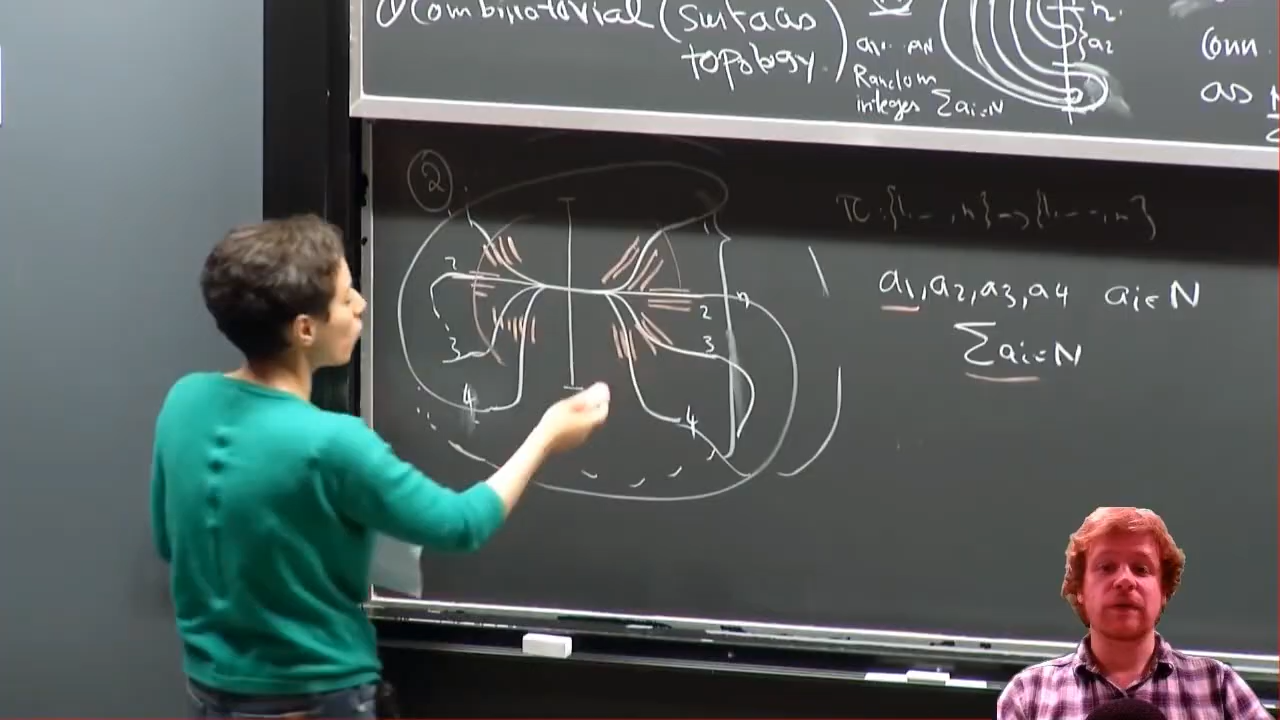 ① Combinatorial (surfaces
topology.)
a1, ... aN
Random
integers Σai=N
n.
}a2
Conn.
as
②
1
2
3
4
2
3
4
π:{1,...,n}→{1,...,n}
a1,a2,a3,a4 ai∈N
Σai=N